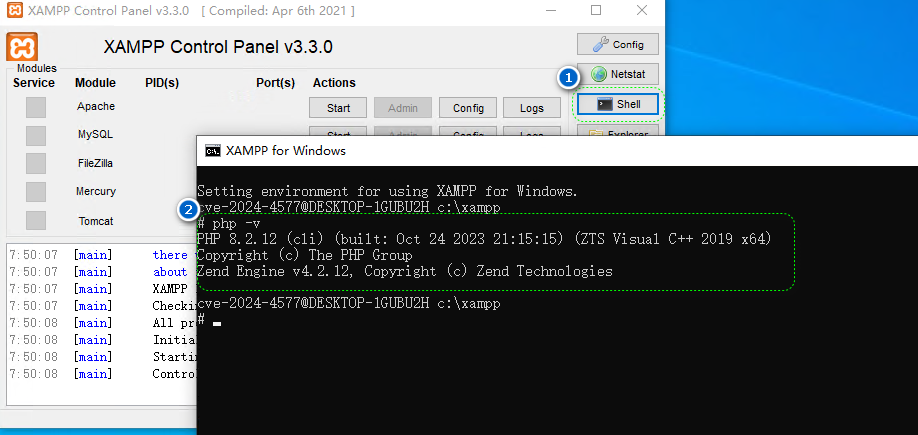 XAMPP Control Panel v3.3.0 [ Compiled: Apr 6th 2021 ]
XAMPP Control Panel v3.3.0
Config
Modules
Service Module PID(s) Port(s) Actions
Netstat
1
Apache Start Admin Config Logs
Shell
MySQL Start Admin Config Logs
Explorer
FileZilla
Mercury
Tomcat
7:50:07 [main] there
7:50:07 [main] about
7:50:07 [main] XAMPP
7:50:07 [main] Checkin
7:50:08 [main] All pr
7:50:08 [main] Initial
7:50:08 [main] Startin
7:50:08 [main] Control
C:\.
XAMPP for Windows
Setting environment for using XAMPP for Windows.
cve-2024-4577@DESKTOP-1GUBU2H c:\xampp
2
# php -v
PHP 8.2.12 (cli) (built: Oct 24 2023 21:15:15) (ZTS Visual C++ 2019 x64)
Copyright (c) The PHP Group
Zend Engine v4.2.12, Copyright (c) Zend Technologies
cve-2024-4577@DESKTOP-1GUBU2H c:\xampp
#